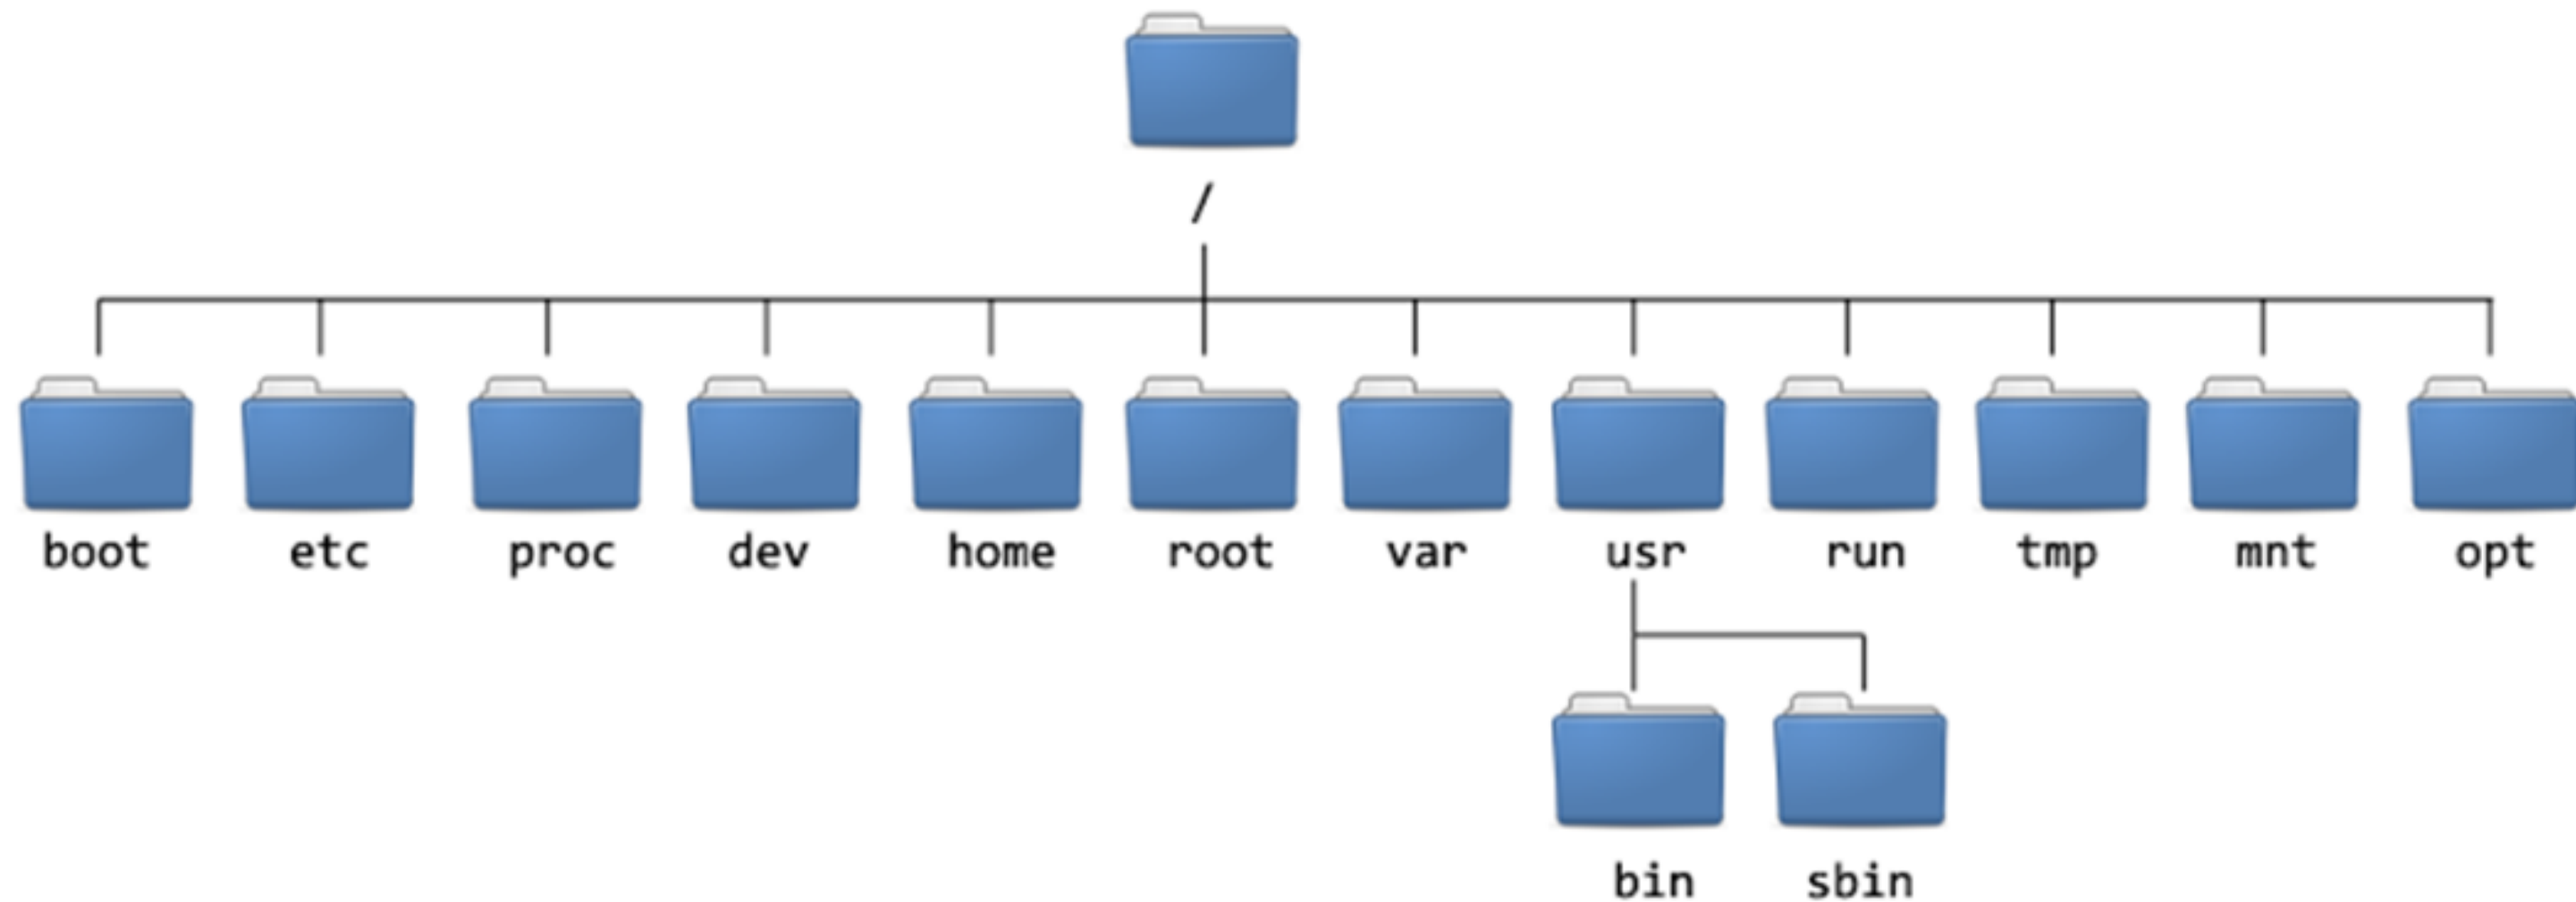 /
boot etc proc dev home root var usr run tmp mnt opt
bin sbin